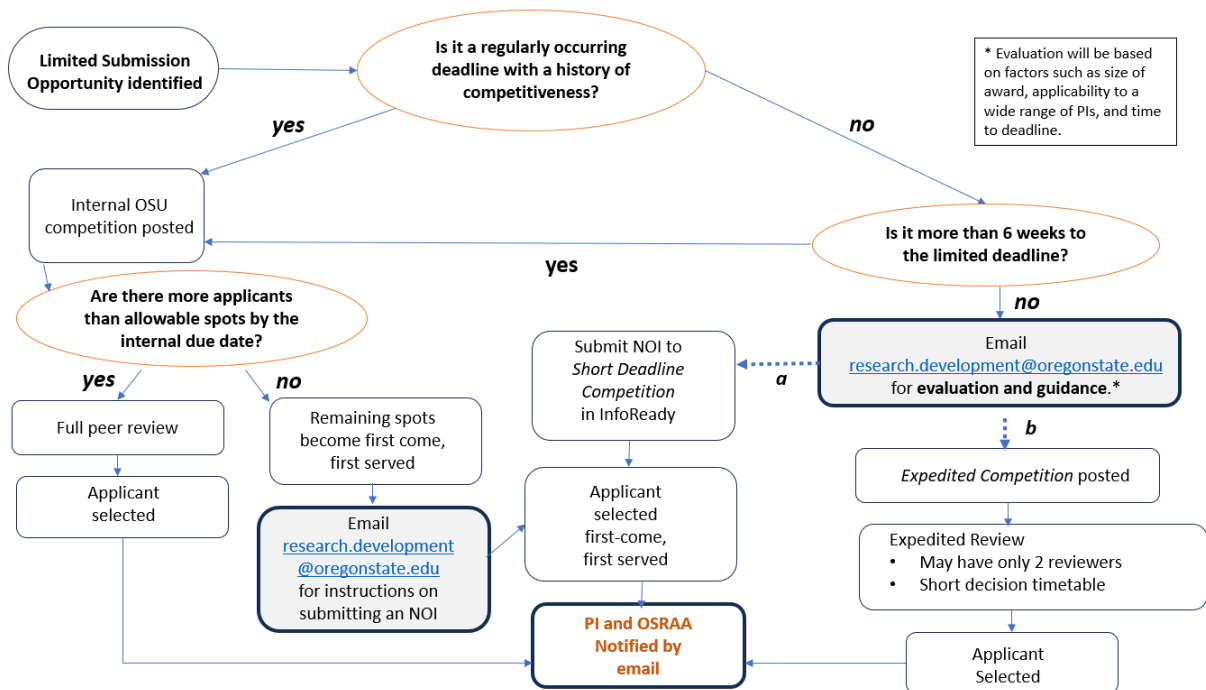 Limited Submission
Opportunity identified
Is it a regularly occurring
deadline with a history of
competitiveness?
* Evaluation will be based
on factors such as size of
award, applicability to a
wide range of PIs, and time
to deadline.
yes
no
Internal OSU
competition posted
Is it more than 6 weeks to
the limited deadline?
yes
no
Are there more applicants
than allowable spots by the
internal due date?
yes
no
Full peer review
Applicant
selected
Remaining spots
become first come,
first served
Email
research.development
@oregonstate.edu
for instructions on
submitting an NOI
Submit NOI to
Short Deadline
Competition
in InfoReady
a
Email
research.development@oregonstate.edu
for evaluation and guidance.*
b
Applicant
selected
first-come,
first served
Expedited Competition posted
Expedited Review
• May have only 2 reviewers
• Short decision timetable
Applicant
Selected
PI and OSRAA
Notified by
email